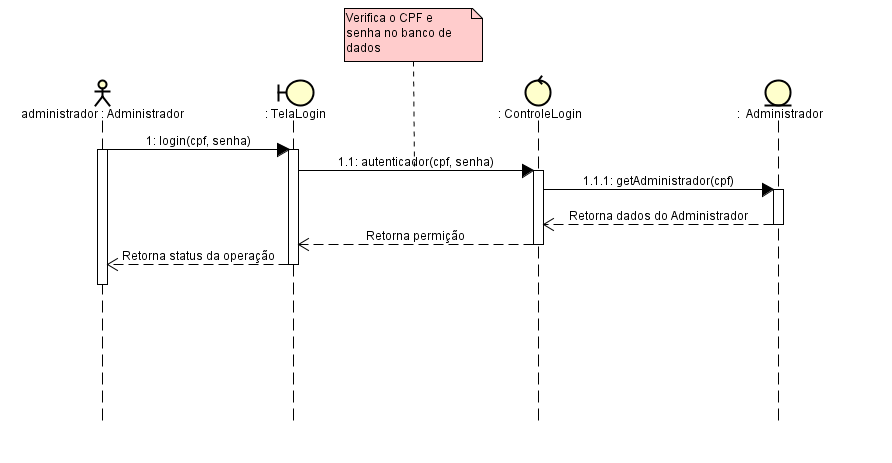 Verifica o CPF e
senha no banco de
dados
administrador : Administrador
: TelaLogin
: ControleLogin
: Administrador
1: login(cpf, senha)
1.1: autenticador(cpf, senha)
1.1.1: getAdministrador(cpf)
Retorna dados do Administrador
Retorna permição
Retorna status da operação